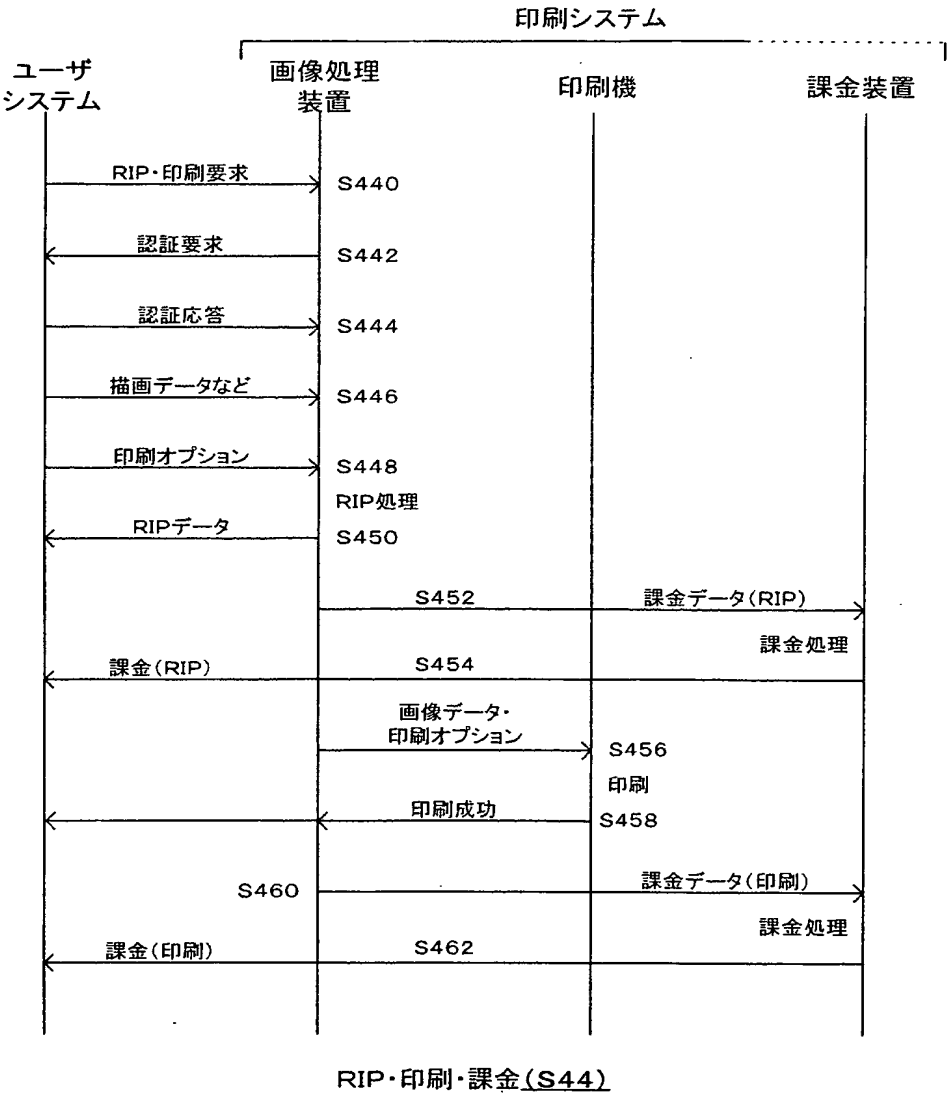 印刷システム
ユーザ
システム
画像処理
装置
印刷機
課金装置
RIP・印刷要求
S440
認証要求
S442
認証応答
S444
描画データなど
S446
印刷オプション
S448
RIP処理
RIPデータ
S450
S452
課金データ(RIP)
課金処理
課金(RIP)
S454
画像データ・
印刷オプション
S456
印刷
印刷成功
S458
S460
課金データ(印刷)
課金処理
課金(印刷)
S462
RIP・印刷・課金(S44)